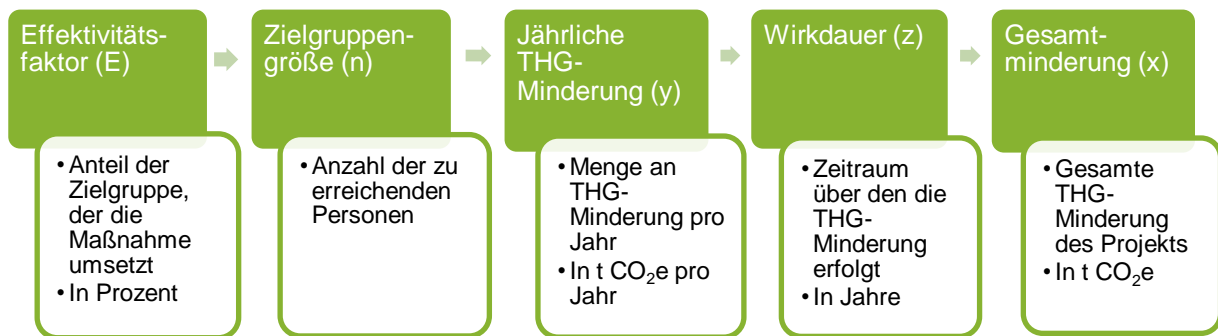 Effektivitäts-
faktor (E)
• Anteil der
Zielgruppe,
der die
Maßnahme
umsetzt
• In Prozent
Zielgruppen-
größe (n)
• Anzahl der zu
erreichenden
Personen
Jährliche
THG-
Minderung (y)
• Menge an
THG-
Minderung pro
Jahr
• In t CO₂e pro
Jahr
Wirkdauer (z)
• Zeitraum
über den die
THG-
Minderung
erfolgt
• In Jahre
Gesamt-
minderung (x)
• Gesamte
THG-
Minderung
des Projekts
• In t CO₂e